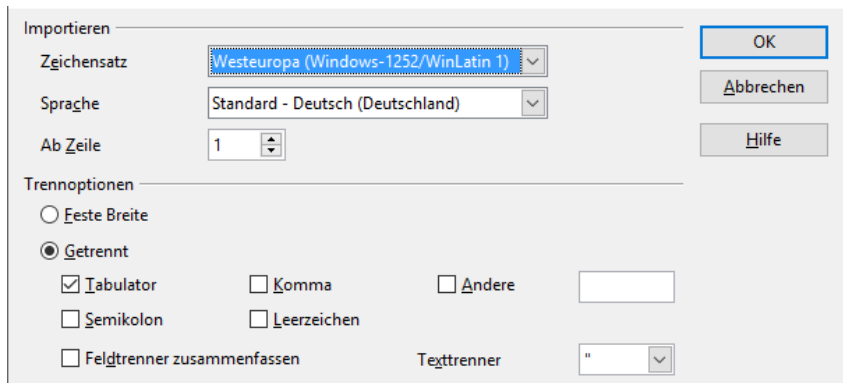 Importieren
Zeichensatz Westeuropa (Windows-1252/WinLatin 1)
Sprache Standard - Deutsch (Deutschland)
Ab Zeile 1
OK
Abbrechen
Hilfe
Trennoptionen
Feste Breite
Getrennt
Tabulator Komma Andere
Semikolon Leerzeichen
Feldtrenner zusammenfassen Texttrenner "